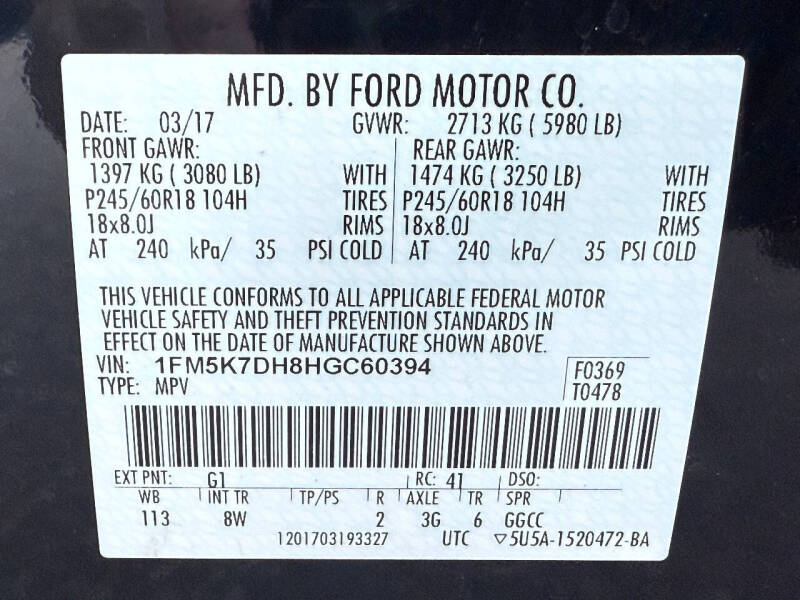 MFD. BY FORD MOTOR CO.
DATE: 03/17 GVWR: 2713 KG ( 5980 LB)
FRONT GAWR: REAR GAWR:
1397 KG ( 3080 LB) WITH 1474 KG ( 3250 LB) WITH
P245/60R18 104H TIRES P245/60R18 104H TIRES
18x8.0J RIMS 18x8.0J RIMS
AT 240 kPa/ 35 PSI COLD AT 240 kPa/ 35 PSI COLD
THIS VEHICLE CONFORMS TO ALL APPLICABLE FEDERAL MOTOR
VEHICLE SAFETY AND THEFT PREVENTION STANDARDS IN
EFFECT ON THE DATE OF MANUFACTURE SHOWN ABOVE.
VIN: 1FM5K7DH8HGC60394 F0369
TYPE: MPV T0478
EXT PNT: G1 RC: 41 DSO:
WB INT TR TP/PS R AXLE TR SPR
113 8W 2 3G 6 GGCC
1201703193327 UTC ▽5U5A-1520472-BA